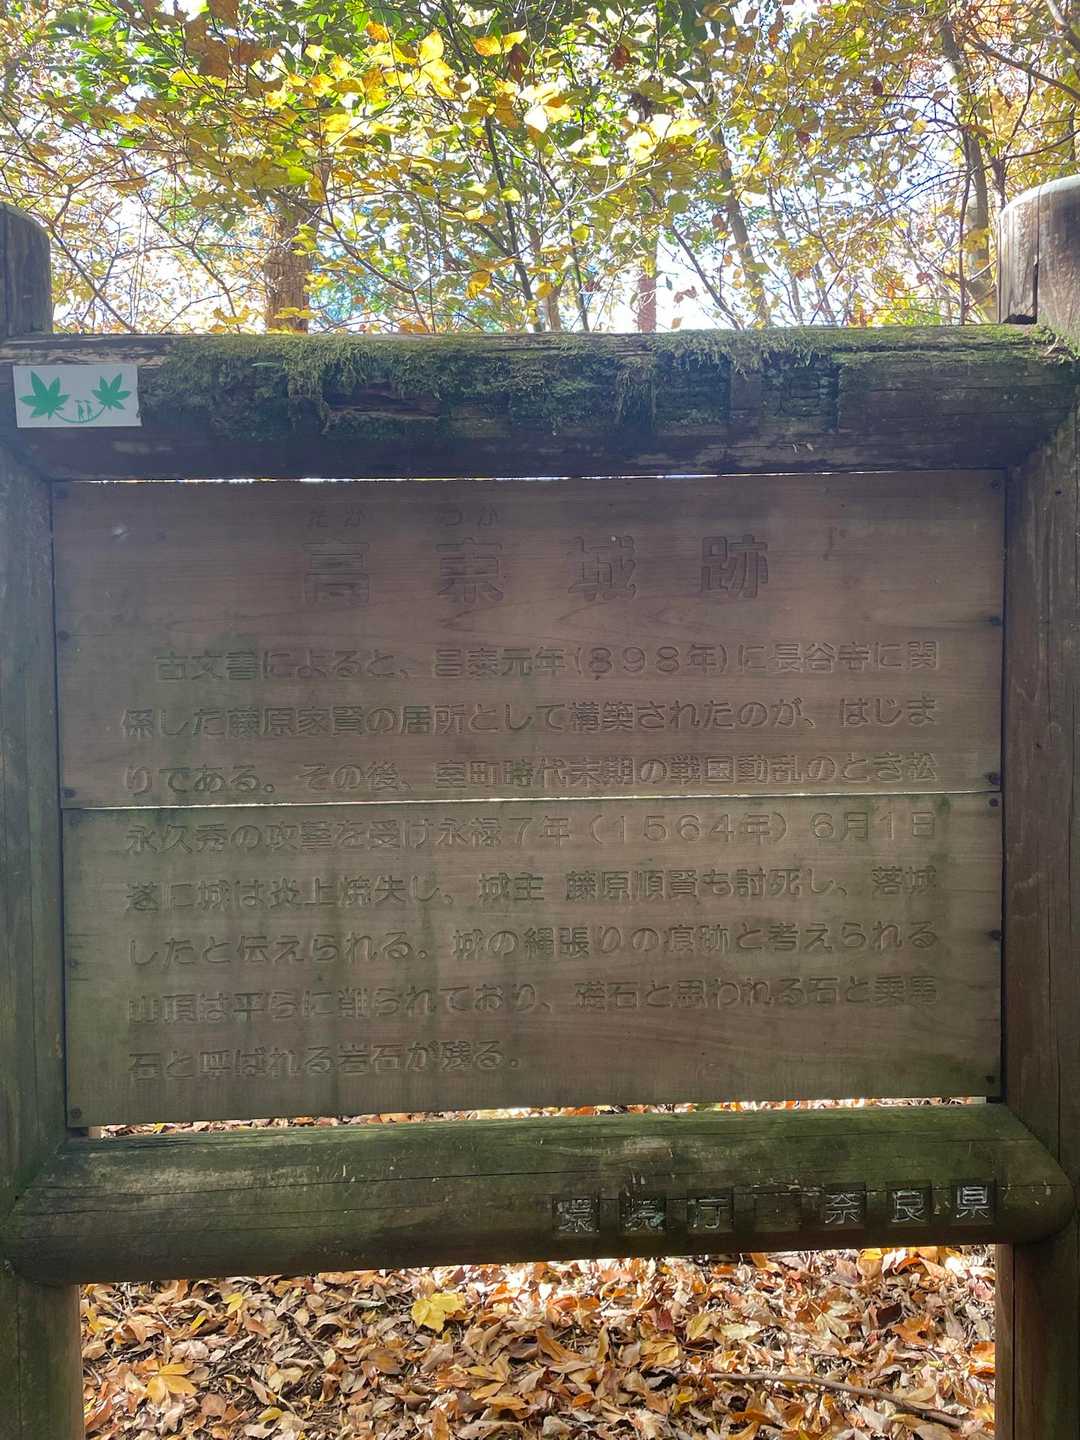 たか つか
高束城跡
古文書によると、昌泰元年(８９８年)に長谷寺に関
係した藤原家賢の居所として構築されたのが、はじま
りである。その後、室町時代末期の戦国動乱のとき松
永久秀の攻撃を受け永禄７年（１５６４年）６月１日
遂に城は炎上焼失し、城主 藤原順賢も討死し、落城
したと伝えられる。城の縄張りの痕跡と考えられる
山頂は平らに削られており、礎石と思われる石と乗馬
石と呼ばれる岩石が残る。
環境庁 奈良県